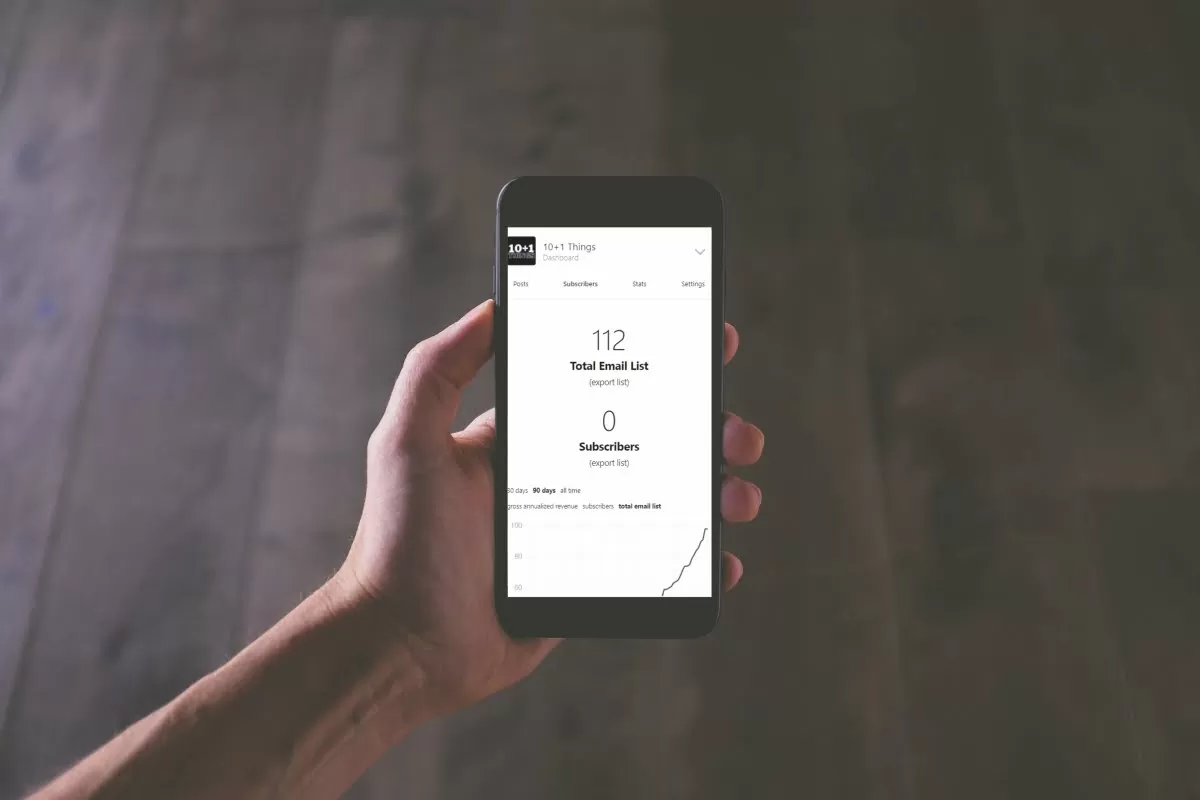 10+1
10+1 Things
Dashboard
Posts Subscribers Stats Settings
112
Total Email List
(export list)
0
Subscribers
(export list)
30 days 90 days all time
gross annualized revenue subscribers total email list
100
80
60